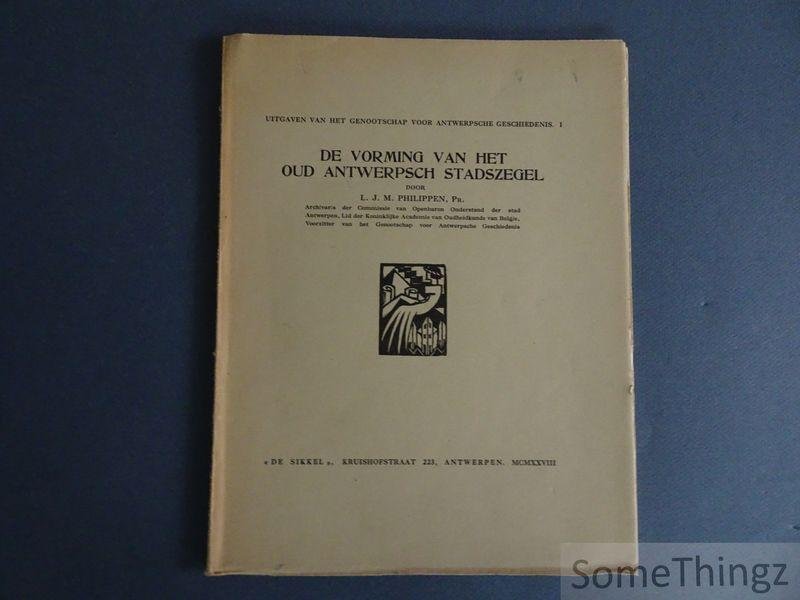 UITGAVEN VAN HET GENOOTSCHAP VOOR ANTWERPSCHE GESCHIEDENIS. I
DE VORMING VAN HET
OUD ANTWERPSCH STADSZEGEL
DOOR
L. J. M. PHILIPPEN, PR.
Archivaris der Commissie van Openbaren Onderstand der stad
Antwerpen, Lid der Koninklijke Academie van Oudheidkunde van Belgie,
Voorzitter van het Genootschap voor Antwerpsche Geschiedenis
« DE SIKKEL », KRUISHOFSTRAAT 223, ANTWERPEN. MCMXXVIII
SomeThingz